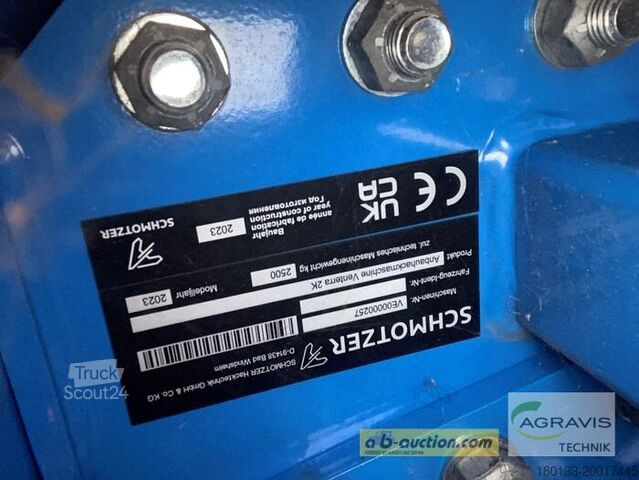 SCHMOTZER
SCHMOTZER Hacktechnik GmbH & Co. KG
D-91438 Bad Windsheim
Maschinen-Nr. VE00000257
Fahrzeug-Ident-Nr.
Produkt Anbauhackmaschine Venterra 2K
zul. technisches Maschinengewicht kg 2500 Modelljahr 2023
CE UK CA
Baujahr
année de fabrication
year of construction
Год изготовления
2023
SCHMOTZER
Truck
Scout24
ab-auction.com
AGRAVIS
TECHNIK
180133-20017445